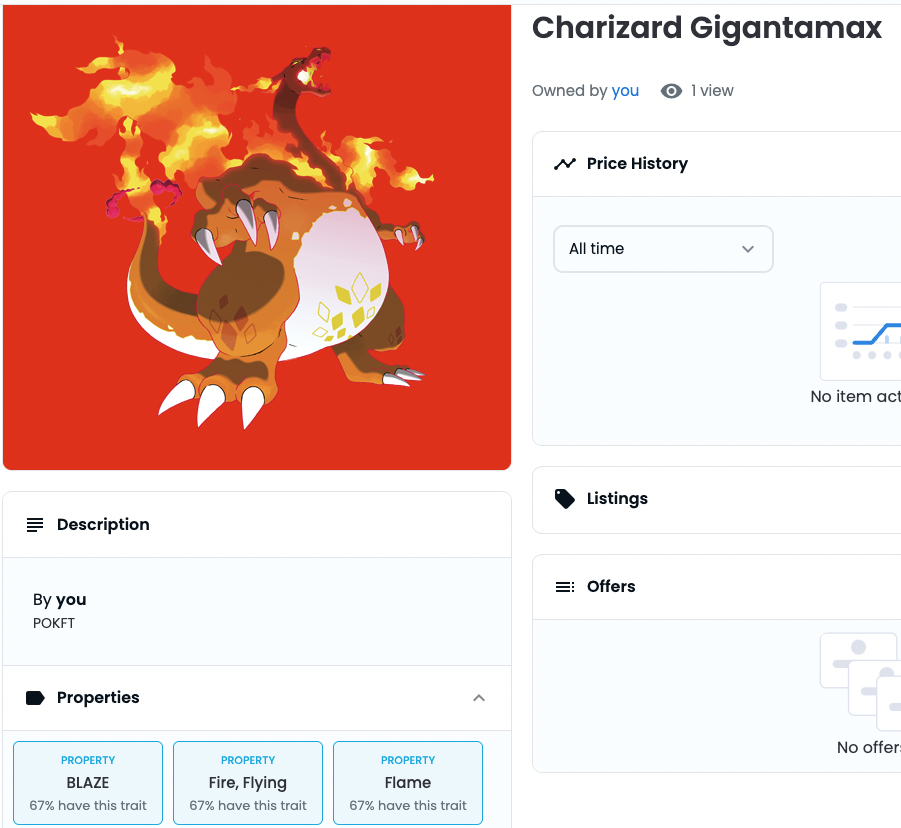 Charizard Gigantamax
Owned by you 1 view
Price History
All time
No item act
Listings
Offers
No offer
Description
By you
POKFT
Properties
PROPERTY
BLAZE
67% have this trait
PROPERTY
Fire, Flying
67% have this trait
PROPERTY
Flame
67% have this trait